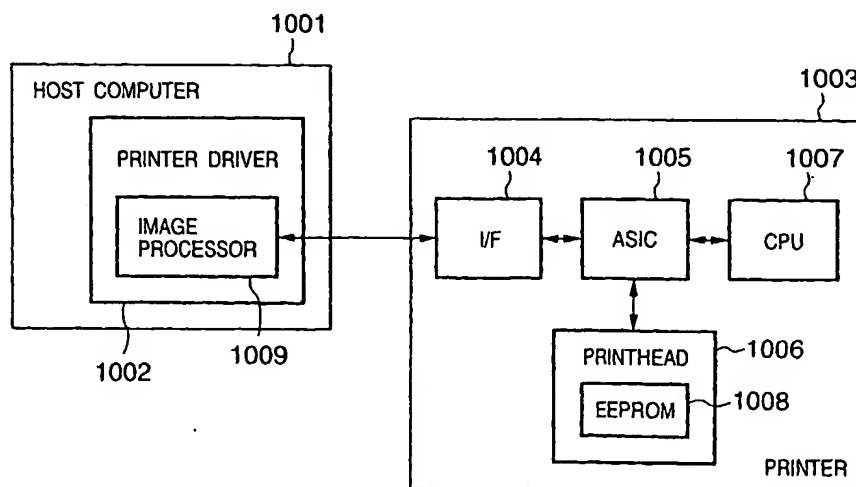 1001
HOST COMPUTER
PRINTER DRIVER
IMAGE
PROCESSOR
1002
1009
1003
1004
1005
1007
I/F
ASIC
CPU
PRINTHEAD
1006
EEPROM
1008
PRINTER